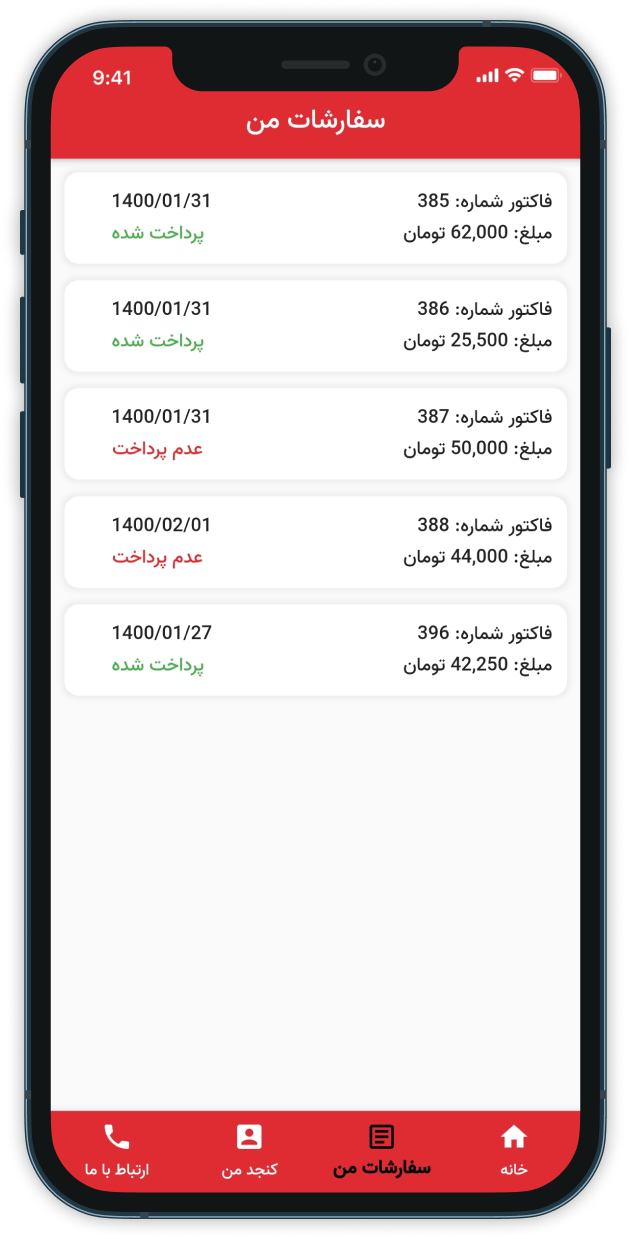 9:41
سفارشات من
فاکتور شماره: 385
1400/01/31
مبلغ: 62,000 تومان
پرداخت شده
فاکتور شماره: 386
1400/01/31
مبلغ: 25,500 تومان
پرداخت شده
فاکتور شماره: 387
1400/01/31
مبلغ: 50,000 تومان
عدم پرداخت
فاکتور شماره: 388
1400/02/01
مبلغ: 44,000 تومان
عدم پرداخت
فاکتور شماره: 396
1400/01/27
مبلغ: 42,250 تومان
پرداخت شده
خانه
سفارشات من
کنجد من
ارتباط با ما